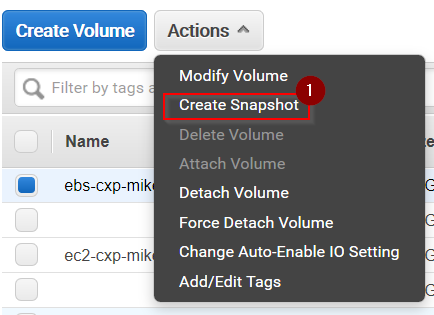 Create Volume Actions
Filter by tags a
Modify Volume
1
Create Snapshot
Delete Volume
Attach Volume
Detach Volume
Force Detach Volume
Change Auto-Enable IO Setting
Add/Edit Tags
Name
ebs-cxp-mik
ec2-cxp-mik